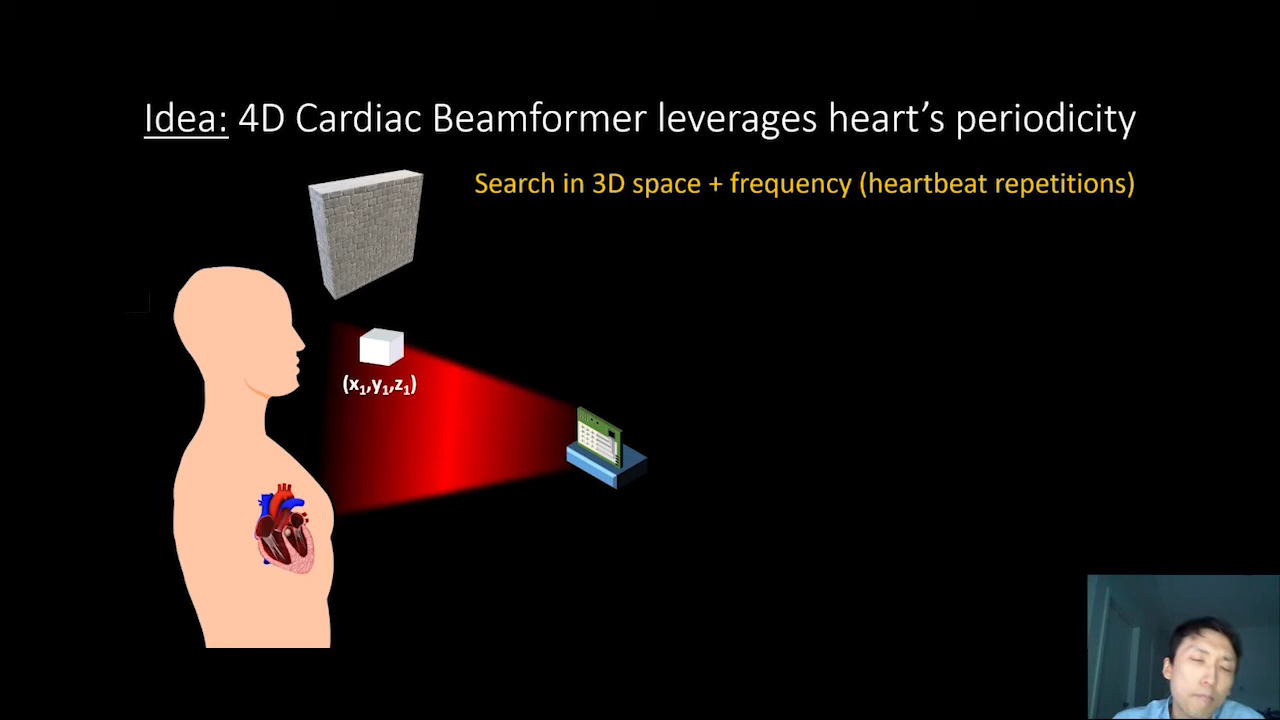 Idea: 4D Cardiac Beamformer leverages heart’s periodicity
Search in 3D space + frequency (heartbeat repetitions)
(x₁,y₁,z₁)